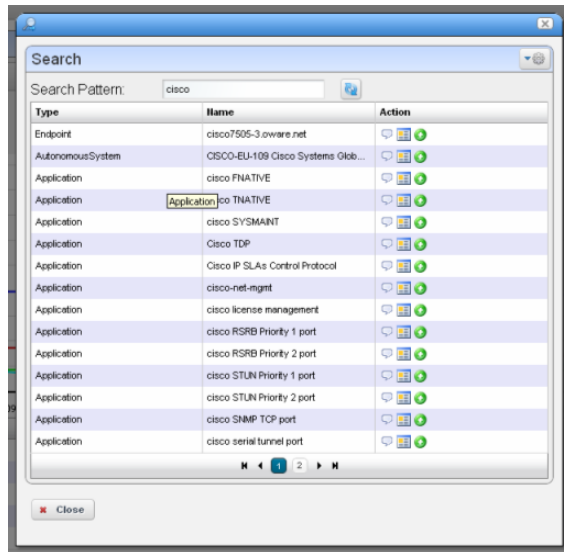 Search
Search Pattern: cisco
Type Name Action
Endpoint cisco7505-3.oware.net
AutonomousSystem CISCO-EU-109 Cisco Systems Glob...
Application cisco FNATIVE
Application Application co TNATIVE
Application cisco SYSMAINT
Application Cisco TDP
Application Cisco IP SLAs Control Protocol
Application cisco-net-mgmt
Application cisco license management
Application cisco RSRB Priority 1 port
Application cisco RSRB Priority 2 port
Application cisco STUN Priority 1 port
Application cisco STUN Priority 2 port
Application cisco SNMP TCP port
Application cisco serial tunnel port
1 2
Close